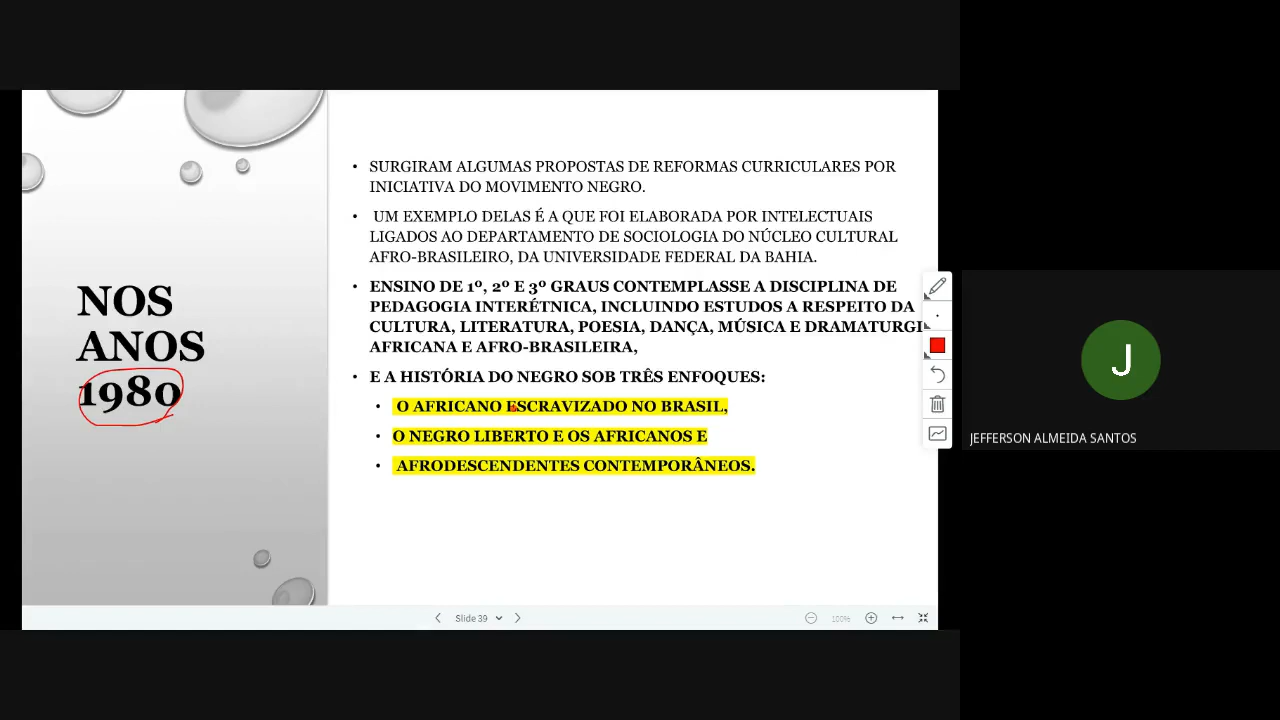 NOS
ANOS
1980
• SURGIRAM ALGUMAS PROPOSTAS DE REFORMAS CURRICULARES POR
INICIATIVA DO MOVIMENTO NEGRO.
• UM EXEMPLO DELAS É A QUE FOI ELABORADA POR INTELECTUAIS
LIGADOS AO DEPARTAMENTO DE SOCIOLOGIA DO NÚCLEO CULTURAL
AFRO-BRASILEIRO, DA UNIVERSIDADE FEDERAL DA BAHIA.
• ENSINO DE 1º, 2º E 3º GRAUS CONTEMPLASSE A DISCIPLINA DE
PEDAGOGIA INTERÉTNICA, INCLUINDO ESTUDOS A RESPEITO DA
CULTURA, LITERATURA, POESIA, DANÇA, MÚSICA E DRAMATURGI
AFRICANA E AFRO-BRASILEIRA,
• E A HISTÓRIA DO NEGRO SOB TRÊS ENFOQUES:
• O AFRICANO ESCRAVIZADO NO BRASIL,
• O NEGRO LIBERTO E OS AFRICANOS E
• AFRODESCENDENTES CONTEMPORÂNEOS.
Slide 39
100%
J
JEFFERSON ALMEIDA SANTOS